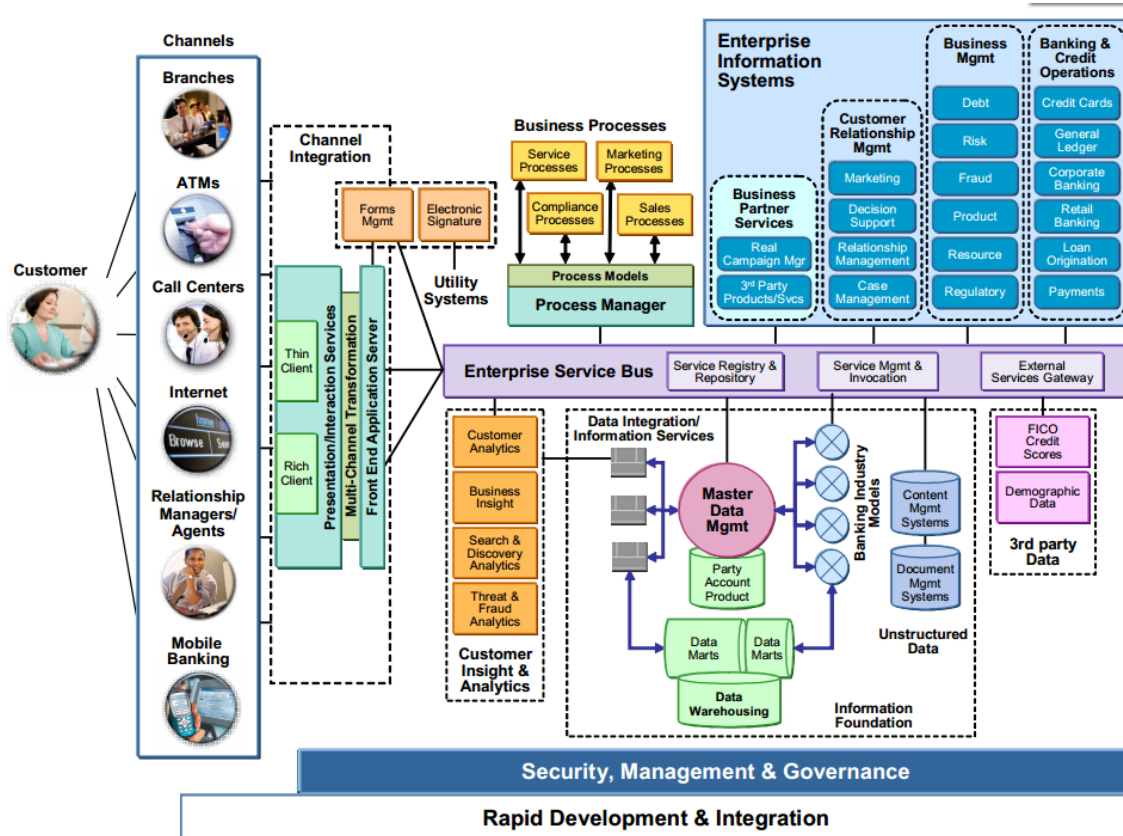 Channels
Branches
ATMs
Call Centers
Internet
home
Browse
Relationship
Managers/
Agents
Mobile
Banking
Customer
Channel
Integration
Forms
Mgmt
Electronic
Signature
Utility
Systems
Thin
Client
Rich
Client
Presentation/Interaction Services
Multi-Channel Transformation
Front End Application Server
Business Processes
Service
Processes
Marketing
Processes
Compliance
Processes
Sales
Processes
Process Models
Process Manager
Enterprise
Information
Systems
Business
Partner
Services
Real
Campaign Mgr
3rd Party
Products/Svcs
Customer
Relationship
Mgmt
Marketing
Decision
Support
Relationship
Management
Case
Management
Business
Mgmt
Debt
Risk
Fraud
Product
Resource
Regulatory
Banking &
Credit
Operations
Credit Cards
General
Ledger
Corporate
Banking
Retail
Banking
Loan
Origination
Payments
Enterprise Service Bus
Service Registry &
Repository
Service Mgmt &
Invocation
External
Services Gateway
Customer
Analytics
Business
Insight
Search &
Discovery
Analytics
Threat &
Fraud
Analytics
Customer
Insight &
Analytics
Data Integration/
Information Services
Master
Data
Mgmt
Party
Account
Product
Banking Industry
Models
Data
Marts
Data
Marts
Data
Warehousing
Content
Mgmt
Systems
Document
Mgmt
Systems
Unstructured
Data
Information
Foundation
FICO
Credit
Scores
Demographic
Data
3rd party
Data
Security, Management & Governance
Rapid Development & Integration